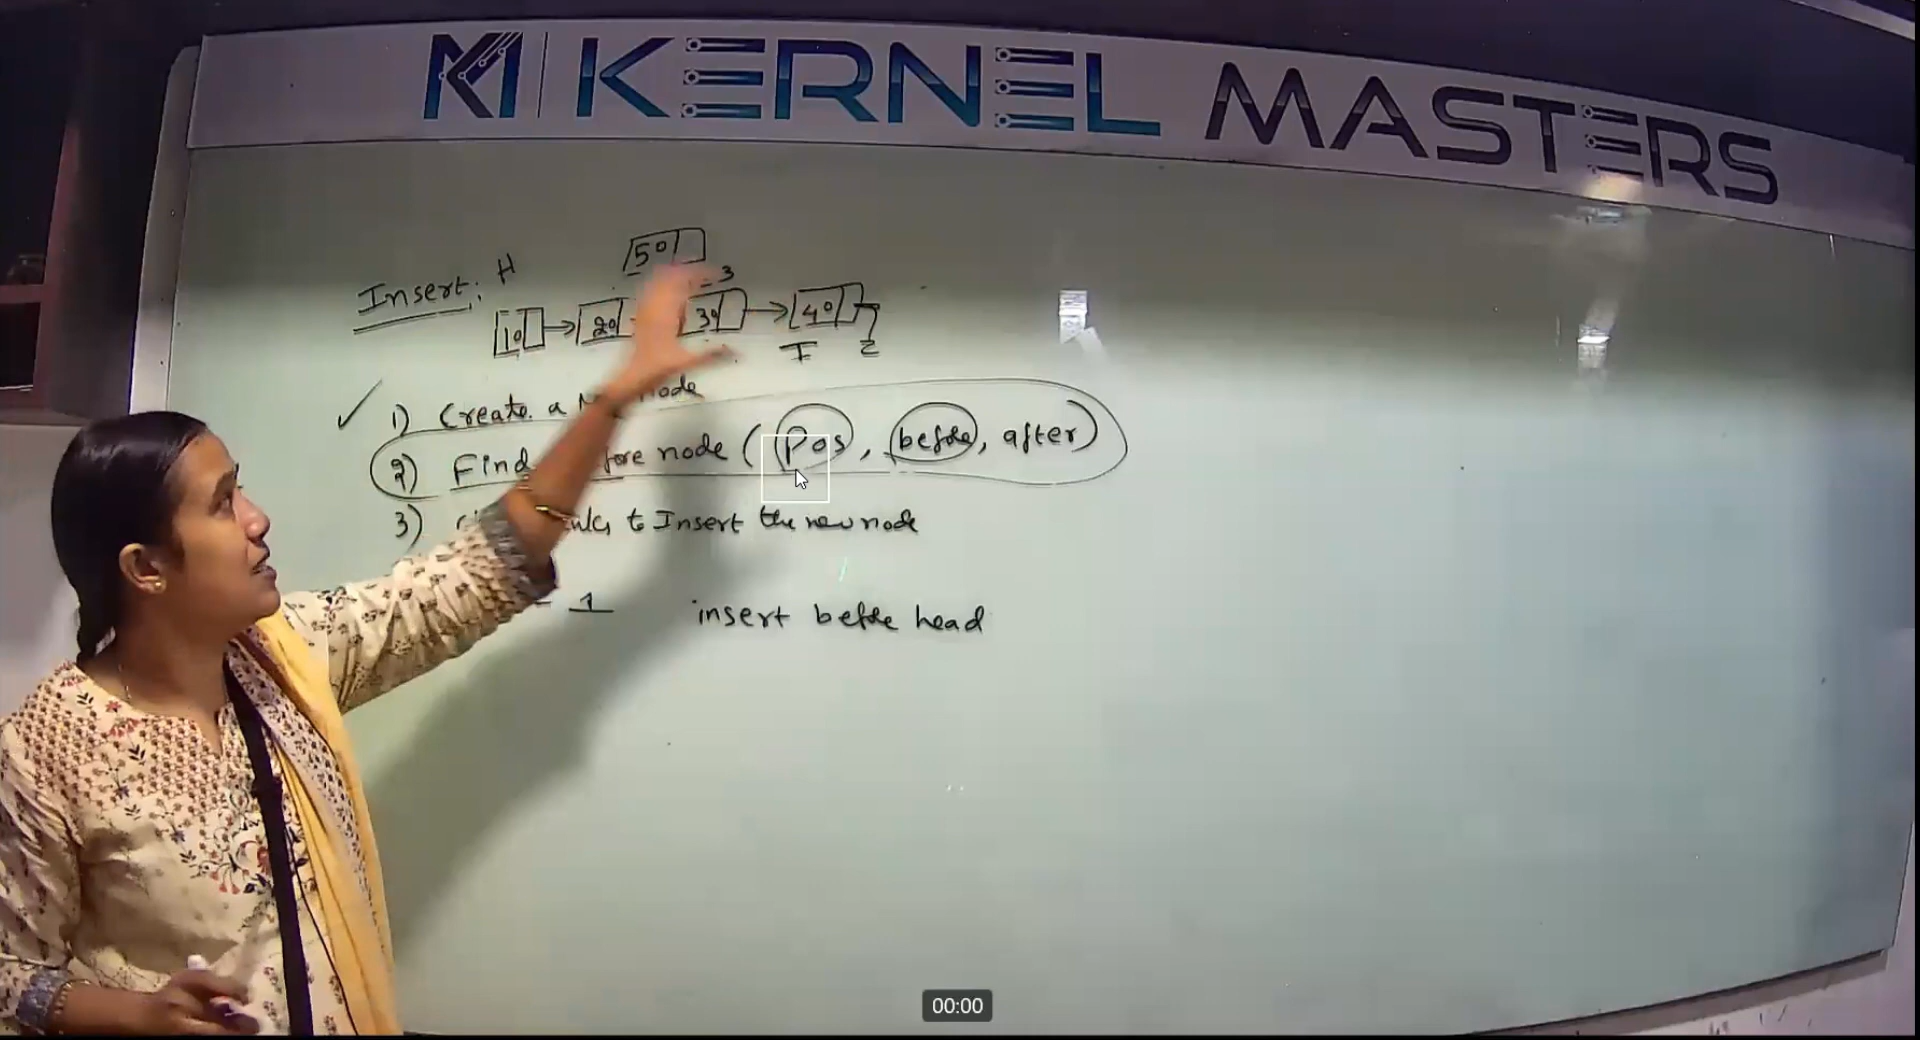 KERNEL MASTERS
50
Insert: H 3
10 20 30 40
T
1) Create a node
2) Find node (Pos, before, after)
3) to Insert the new node
1 insert before head
00:00